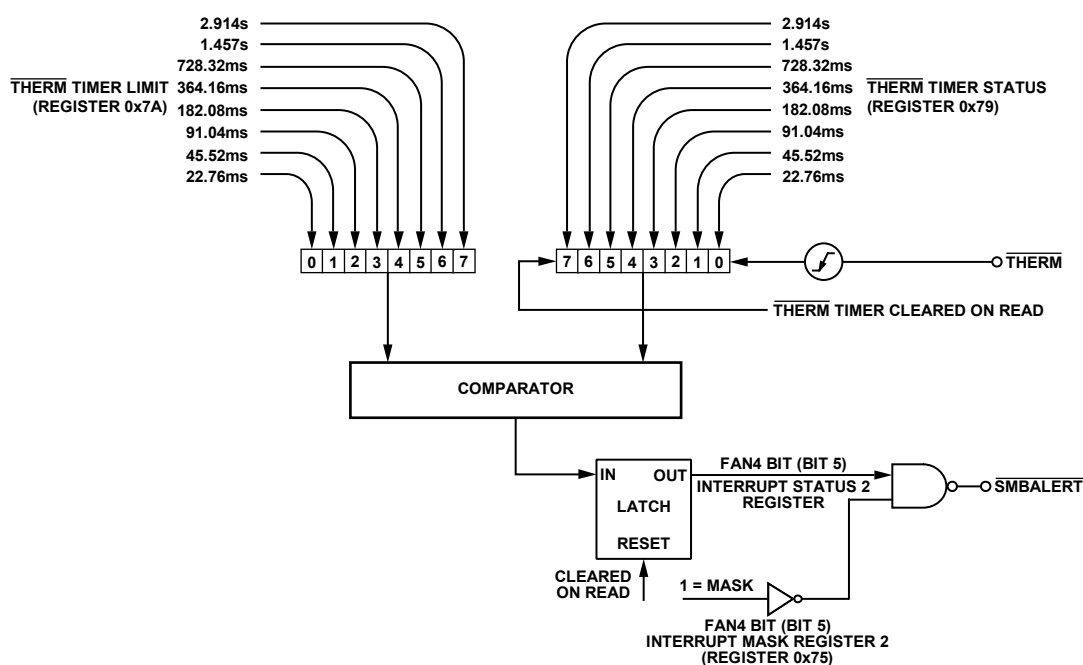 2.914s
1.457s
728.32ms
364.16ms
182.08ms
91.04ms
45.52ms
22.76ms
THERM TIMER LIMIT
(REGISTER 0x7A)
2.914s
1.457s
728.32ms
364.16ms
182.08ms
91.04ms
45.52ms
22.76ms
THERM TIMER STATUS
(REGISTER 0x79)
0 1 2 3 4 5 6 7
7 6 5 4 3 2 1 0
THERM
THERM TIMER CLEARED ON READ
COMPARATOR
IN OUT
LATCH
RESET
CLEARED
ON READ
FAN4 BIT (BIT 5)
INTERRUPT STATUS 2
REGISTER
SMBALERT
1 = MASK
FAN4 BIT (BIT 5)
INTERRUPT MASK REGISTER 2
(REGISTER 0x75)